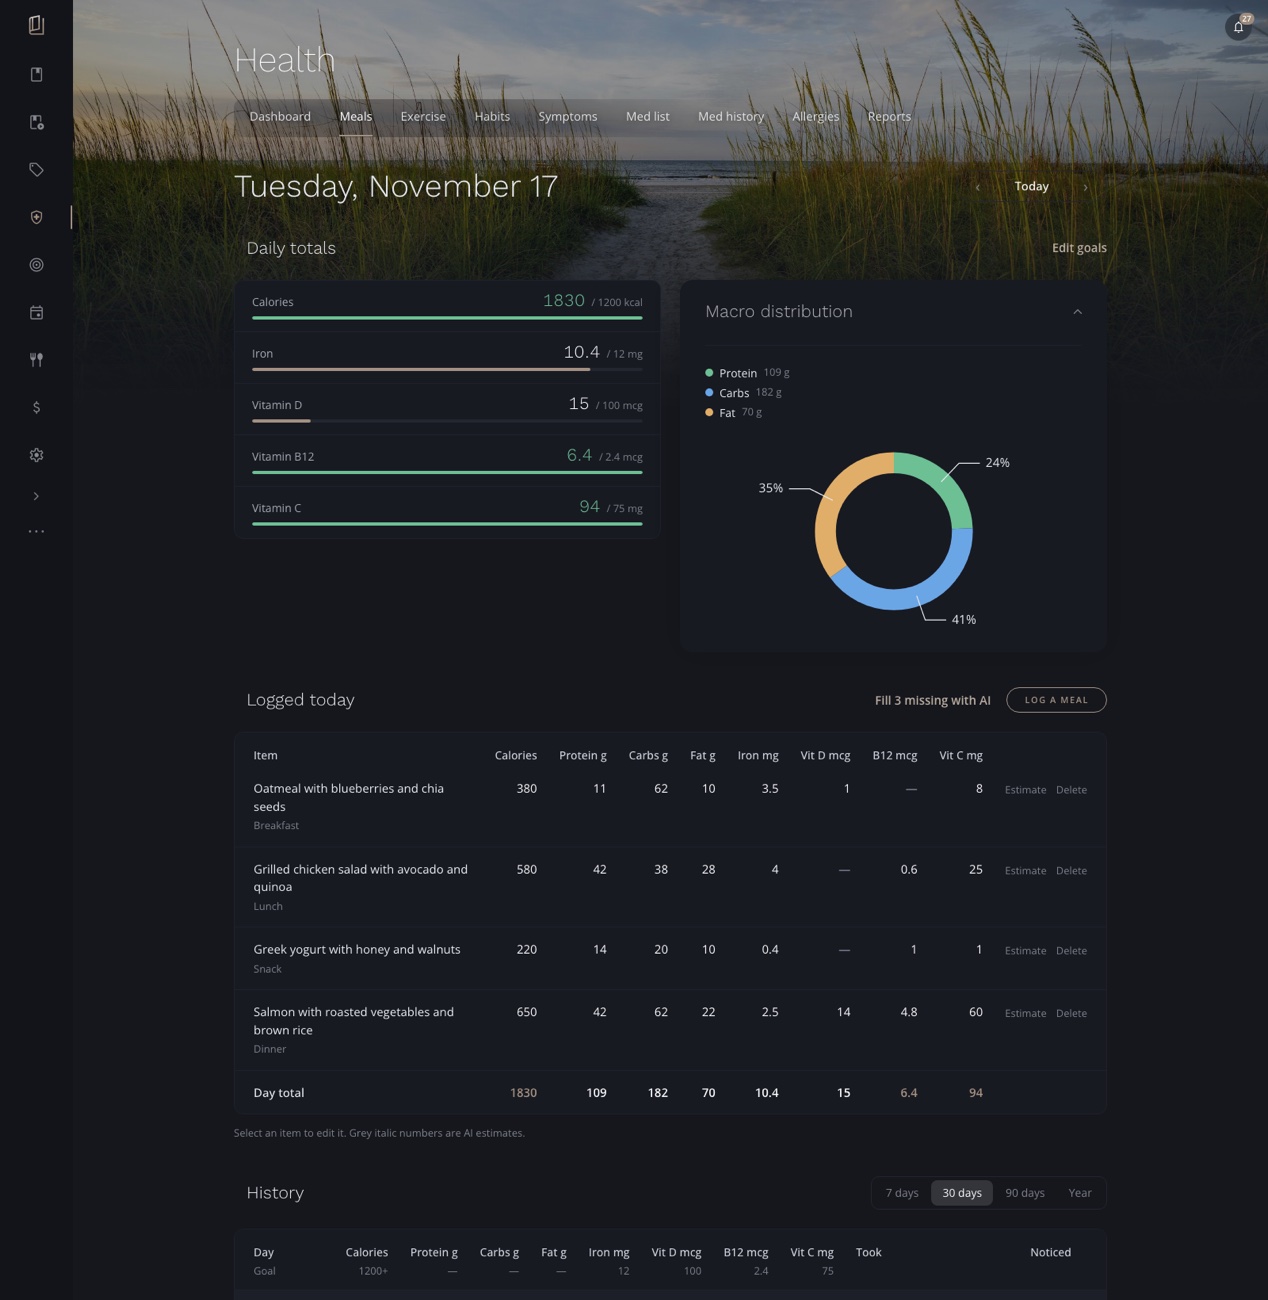 27
Health
Dashboard Meals Exercise Habits Symptoms Med list Med history Allergies Reports
Tuesday, November 17
‹ Today ›
Daily totals
Edit goals
Calories 1830 / 1200 kcal
Iron 10.4 / 12 mg
Vitamin D 15 / 100 mcg
Vitamin B12 6.4 / 2.4 mcg
Vitamin C 94 / 75 mg
Macro distribution
Protein 109 g
Carbs 182 g
Fat 70 g
24%
35%
41%
Logged today
Fill 3 missing with AI LOG A MEAL
Item Calories Protein g Carbs g Fat g Iron mg Vit D mcg B12 mcg Vit C mg
Oatmeal with blueberries and chia 380 11 62 10 3.5 1 — 8 Estimate Delete
seeds
Breakfast
Grilled chicken salad with avocado and 580 42 38 28 4 — 0.6 25 Estimate Delete
quinoa
Lunch
Greek yogurt with honey and walnuts 220 14 20 10 0.4 — 1 1 Estimate Delete
Snack
Salmon with roasted vegetables and 650 42 62 22 2.5 14 4.8 60 Estimate Delete
brown rice
Dinner
Day total 1830 109 182 70 10.4 15 6.4 94
Select an item to edit it. Grey italic numbers are AI estimates.
History
7 days 30 days 90 days Year
Day Calories Protein g Carbs g Fat g Iron mg Vit D mcg B12 mcg Vit C mg Took Noticed
Goal 1200+ — — — 12 100 2.4 75